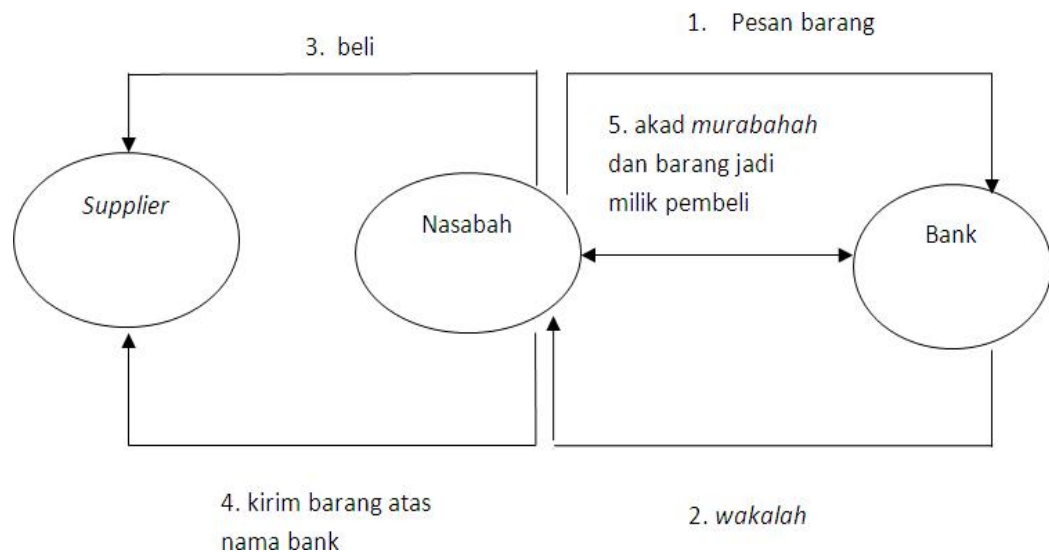 1. Pesan barang
3. beli
5. akad murabahah
dan barang jadi
milik pembeli
Supplier
Nasabah
Bank
4. kirim barang atas
nama bank
2. wakalah